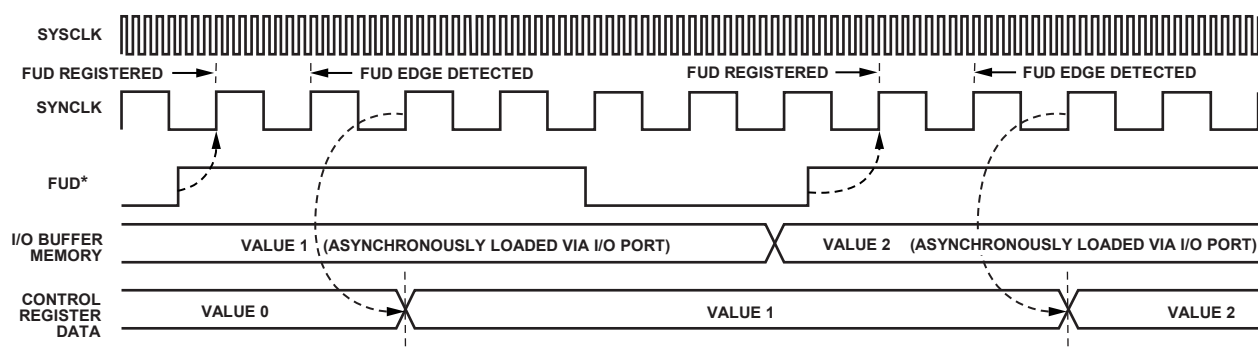 SYSCLK
FUD REGISTERED
FUD EDGE DETECTED
FUD REGISTERED
FUD EDGE DETECTED
SYNCLK
FUD*
I/O BUFFER
MEMORY
VALUE 1 (ASYNCHRONOUSLY LOADED VIA I/O PORT)
VALUE 2 (ASYNCHRONOUSLY LOADED VIA I/O PORT)
CONTROL
REGISTER
DATA
VALUE 0
VALUE 1
VALUE 2